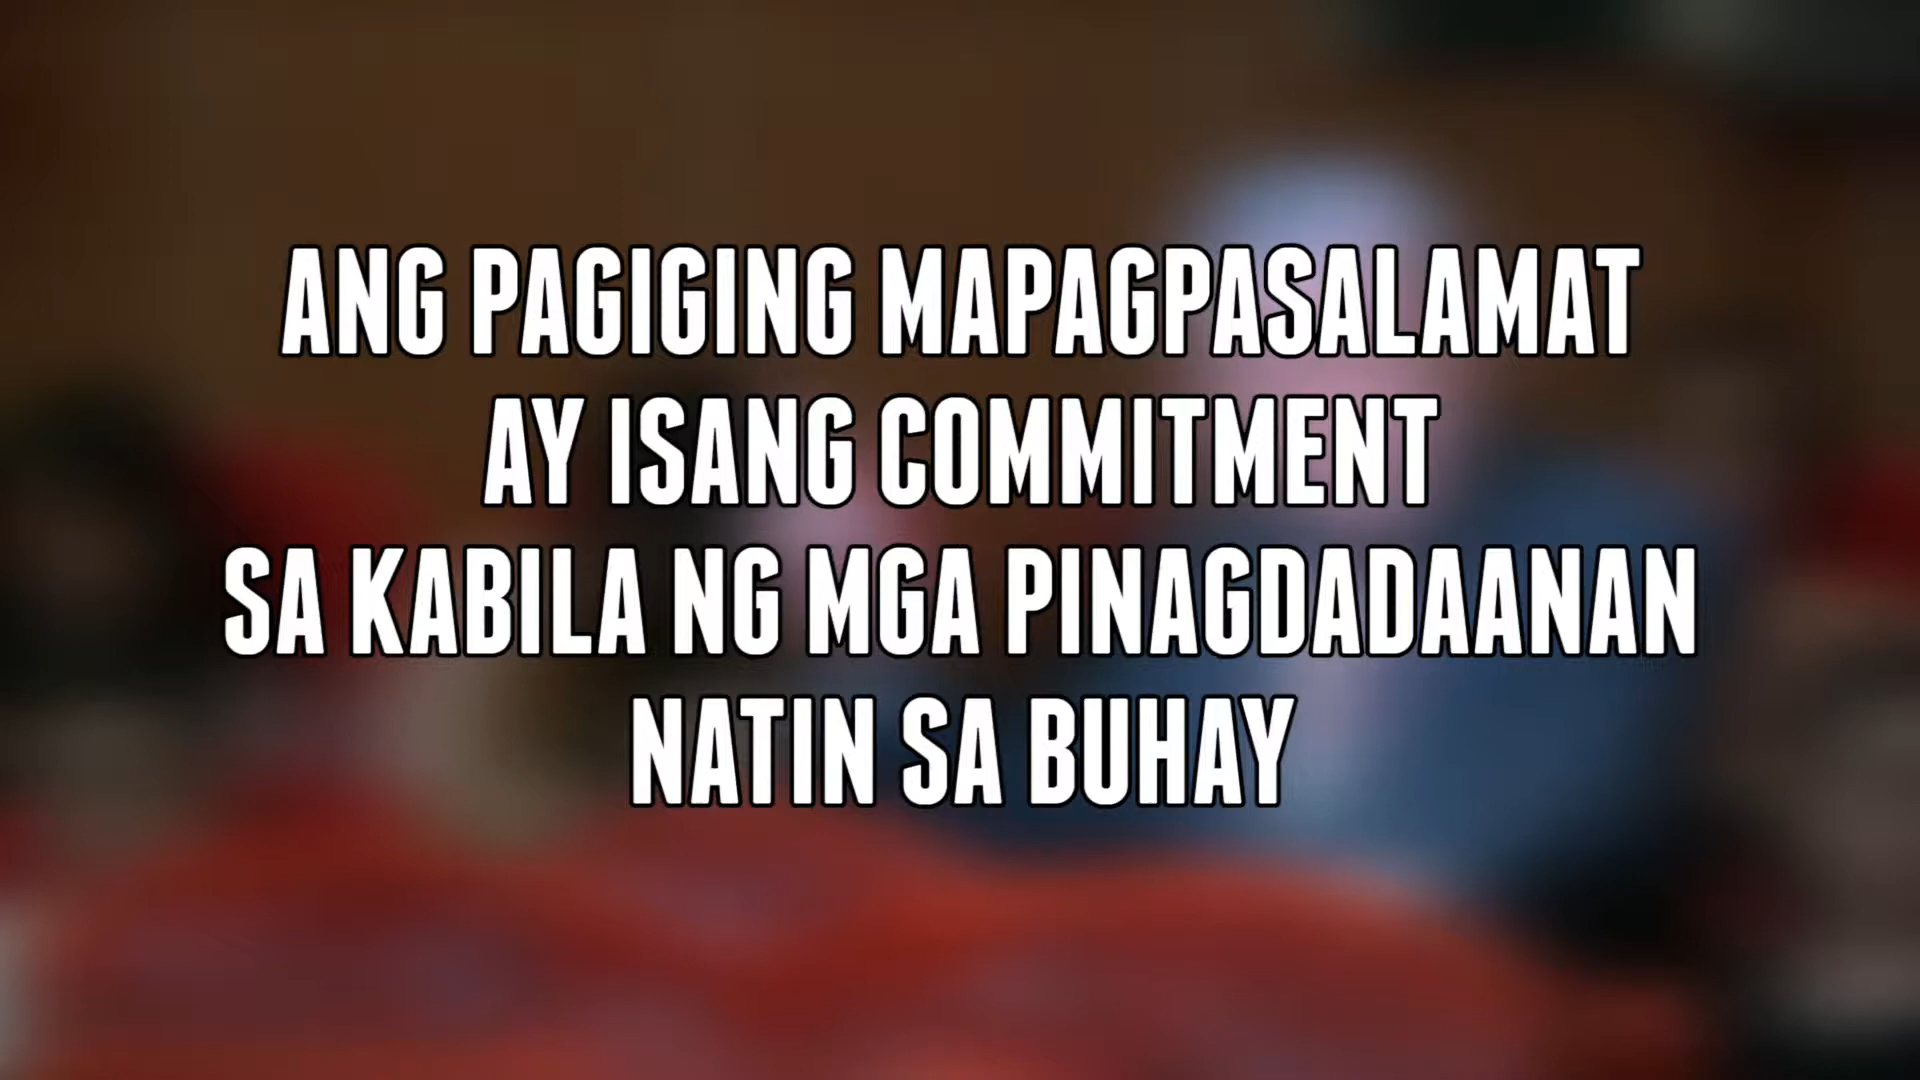 ANG PAGIGING MAPAGPASALAMAT
AY ISANG COMMITMENT
SA KABILA NG MGA PINAGDADAANAN
NATIN SA BUHAY